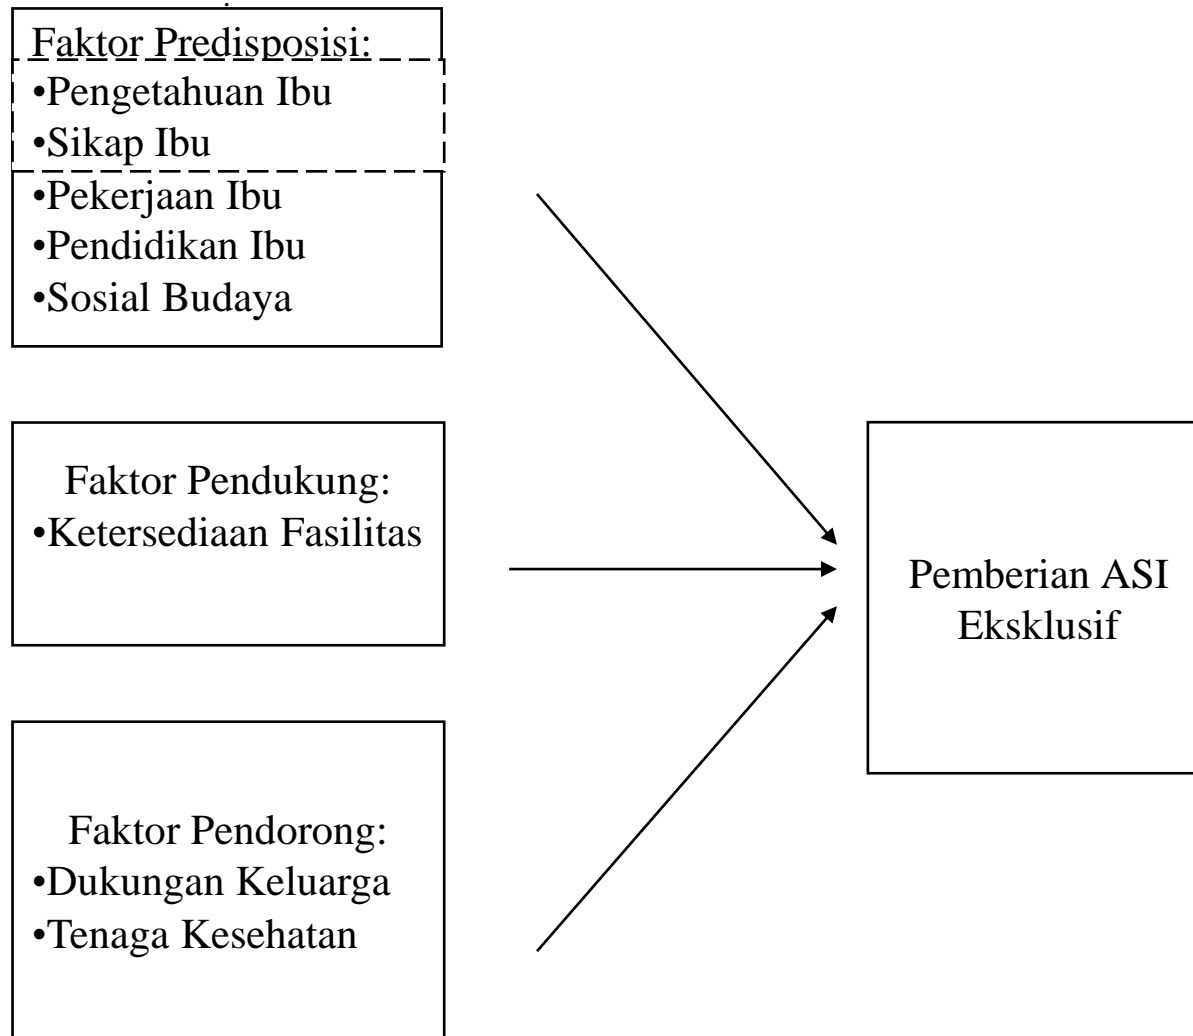 Faktor Predisposisi:
•Pengetahuan Ibu
•Sikap Ibu
•Pekerjaan Ibu
•Pendidikan Ibu
•Sosial Budaya
Faktor Pendukung:
•Ketersediaan Fasilitas
Faktor Pendorong:
•Dukungan Keluarga
•Tenaga Kesehatan
Pemberian ASI
Eksklusif